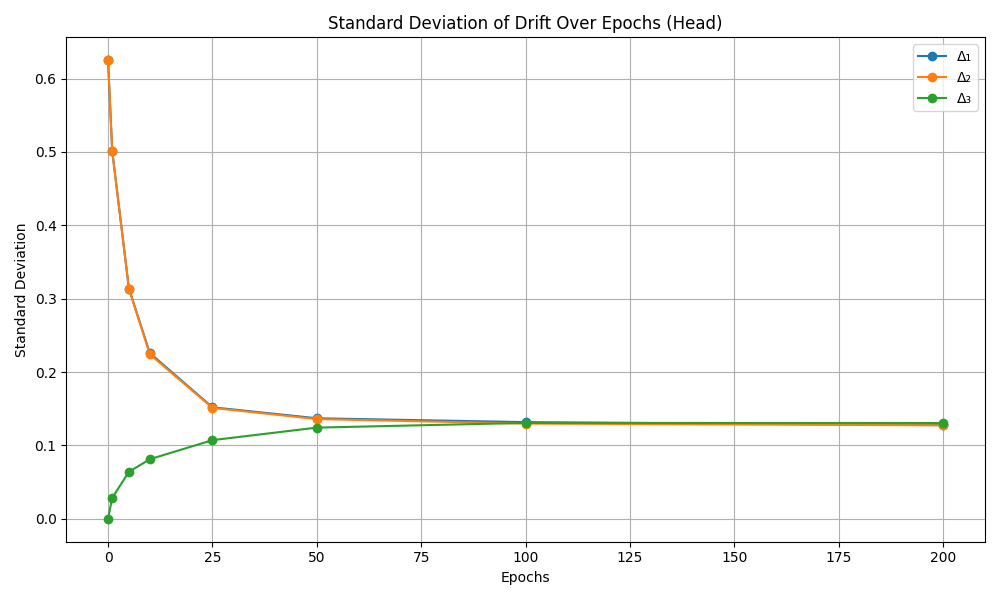 Standard Deviation of Drift Over Epochs (Head)
Δ₁
Δ₂
Δ₃
0.6
0.5
0.4
0.3
0.2
0.1
0.0
Standard Deviation
0 25 50 75 100 125 150 175 200
Epochs